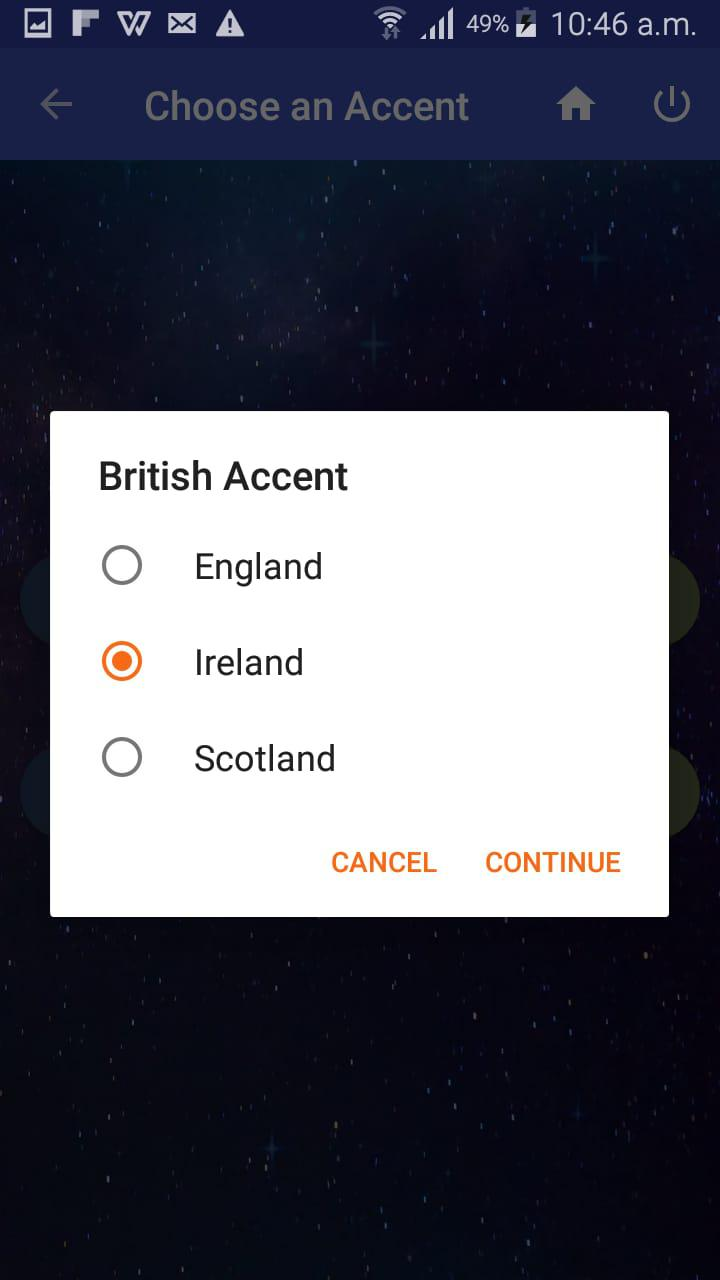 49% 10:46 a.m.
Choose an Accent
British Accent
England
Ireland
Scotland
CANCEL CONTINUE